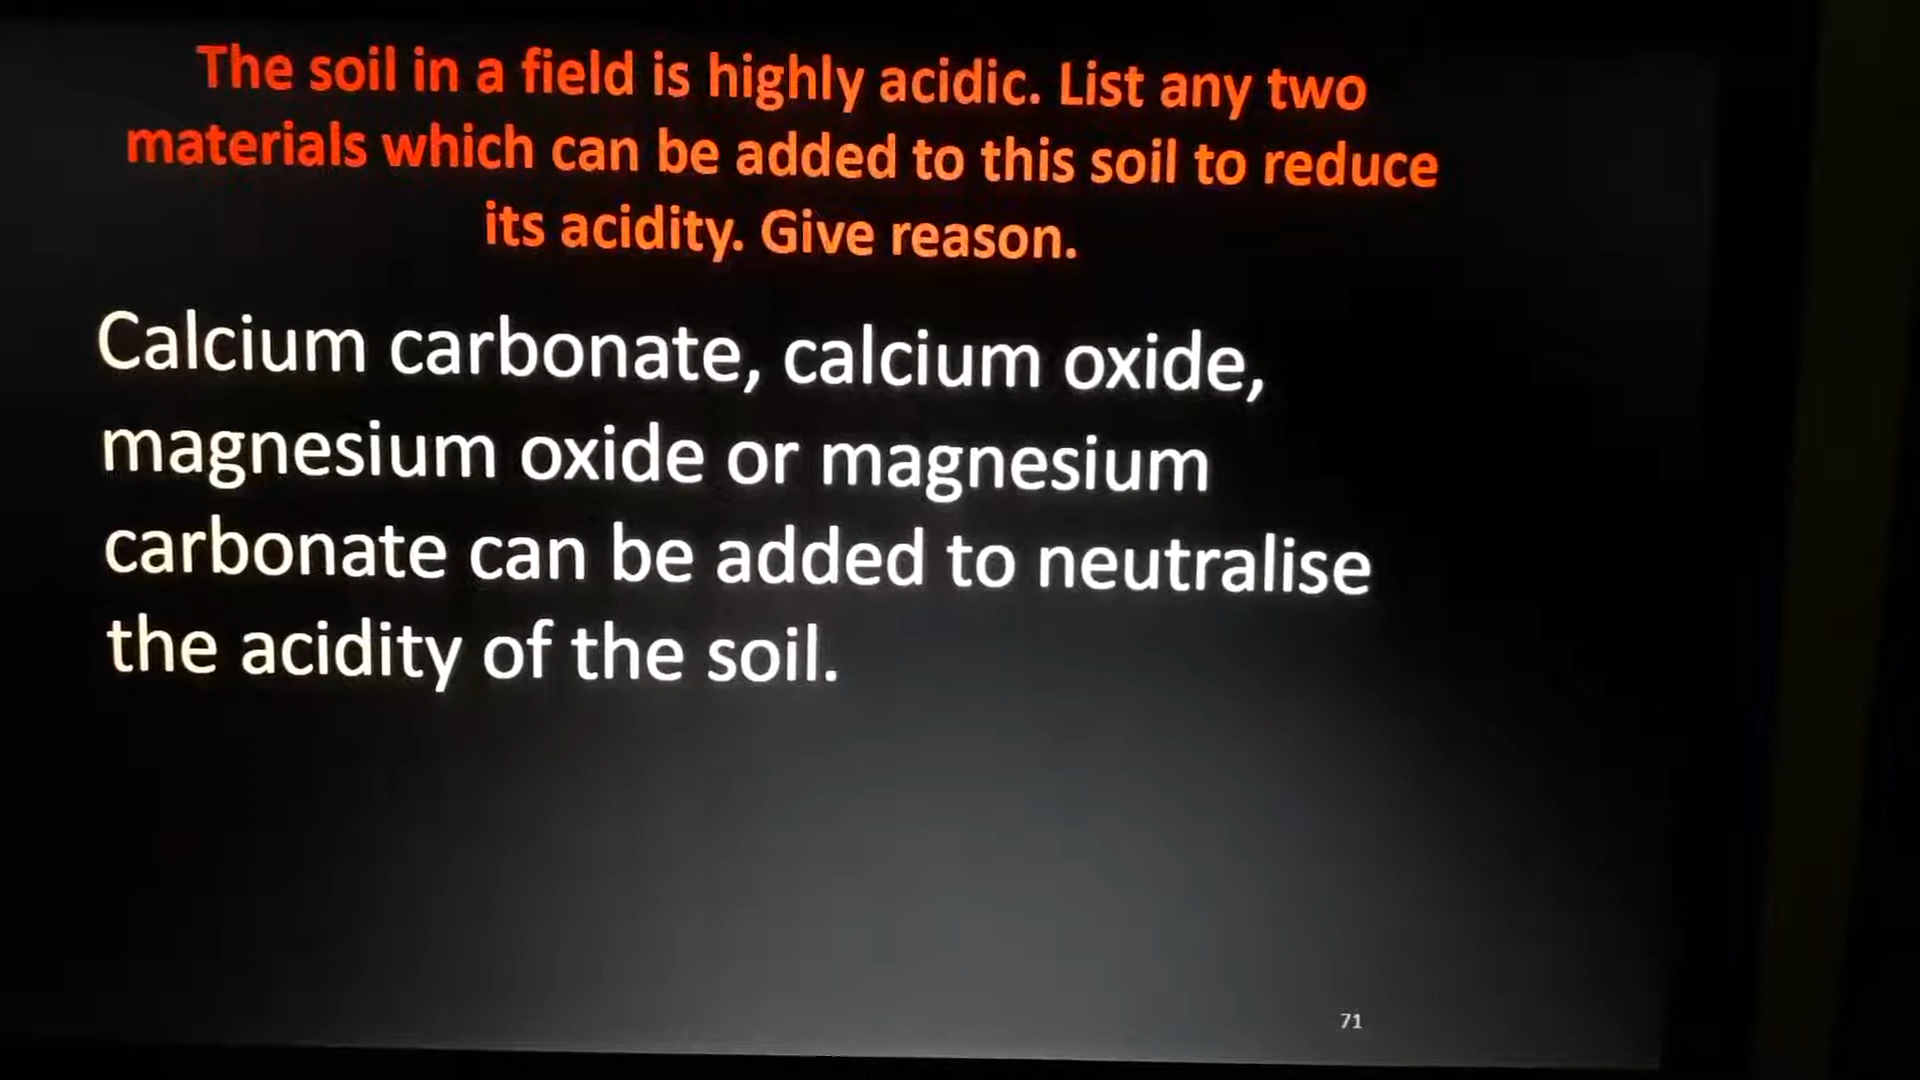 The soil in a field is highly acidic. List any two
materials which can be added to this soil to reduce
its acidity. Give reason.
Calcium carbonate, calcium oxide,
magnesium oxide or magnesium
carbonate can be added to neutralise
the acidity of the soil.
71